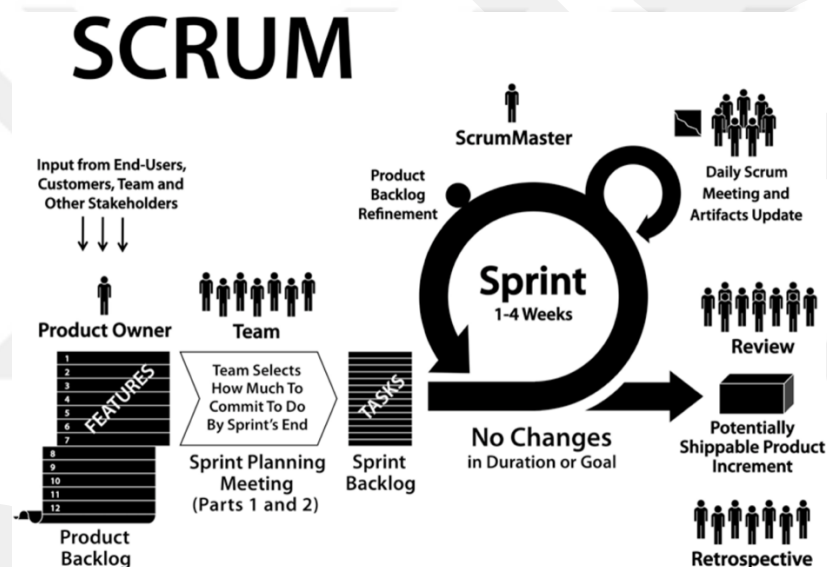 SCRUM
Input from End-Users,
Customers, Team and
Other Stakeholders
Product Owner
Team
1
2
3
4
5
6
7
FEATURES
8
9
10
11
12
Product
Backlog
Team Selects
How Much To
Commit To Do
By Sprint's End
Sprint Planning
Meeting
(Parts 1 and 2)
TASKS
Sprint
Backlog
ScrumMaster
Product
Backlog
Refinement
Sprint
1-4 Weeks
Daily Scrum
Meeting and
Artifacts Update
No Changes
in Duration or Goal
Review
Potentially
Shippable Product
Increment
Retrospective